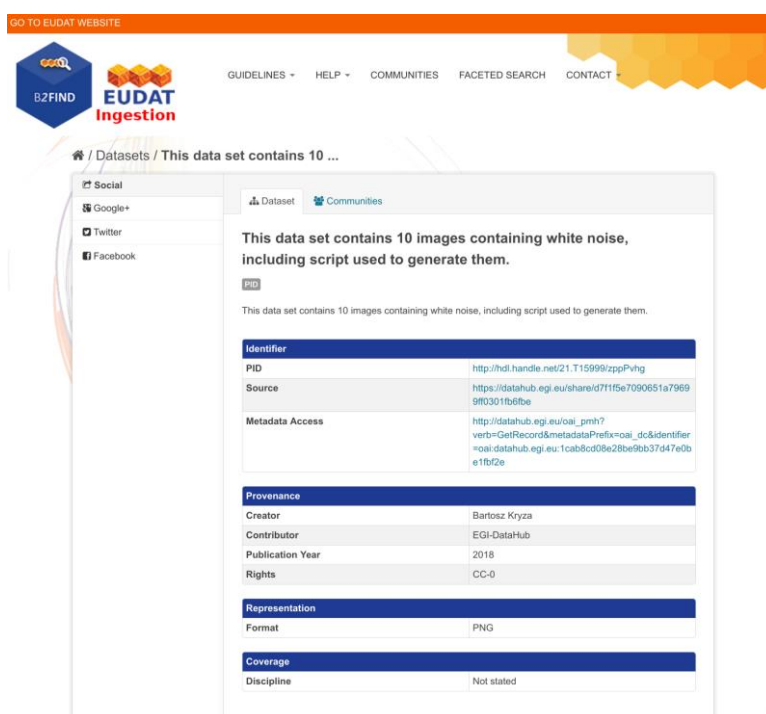 GO TO EUDAT WEBSITE
B2FIND
EUDAT
Ingestion
GUIDELINES
HELP
COMMUNITIES
FACETED SEARCH
CONTACT
/ Datasets / This data set contains 10 ...
Social
Google+
Twitter
Facebook
Dataset
Communities
This data set contains 10 images containing white noise,
including script used to generate them.
PID
This data set contains 10 images containing white noise, including script used to generate them.
Identifier
PID http://hdl.handle.net/21.T15999/zppPvhg
Source https://datahub.egi.eu/share/d7f1f5e7090651a7969
9ff0301fb6fbe
Metadata Access http://datahub.egi.eu/oai_pmh?
verb=GetRecord&metadataPrefix=oai_dc&identifier
=oai:datahub.egi.eu:1cab8cd08e28be9bb37d47e0b
e1fbf2e
Provenance
Creator Bartosz Kryza
Contributor EGI-DataHub
Publication Year 2018
Rights CC-0
Representation
Format PNG
Coverage
Discipline Not stated